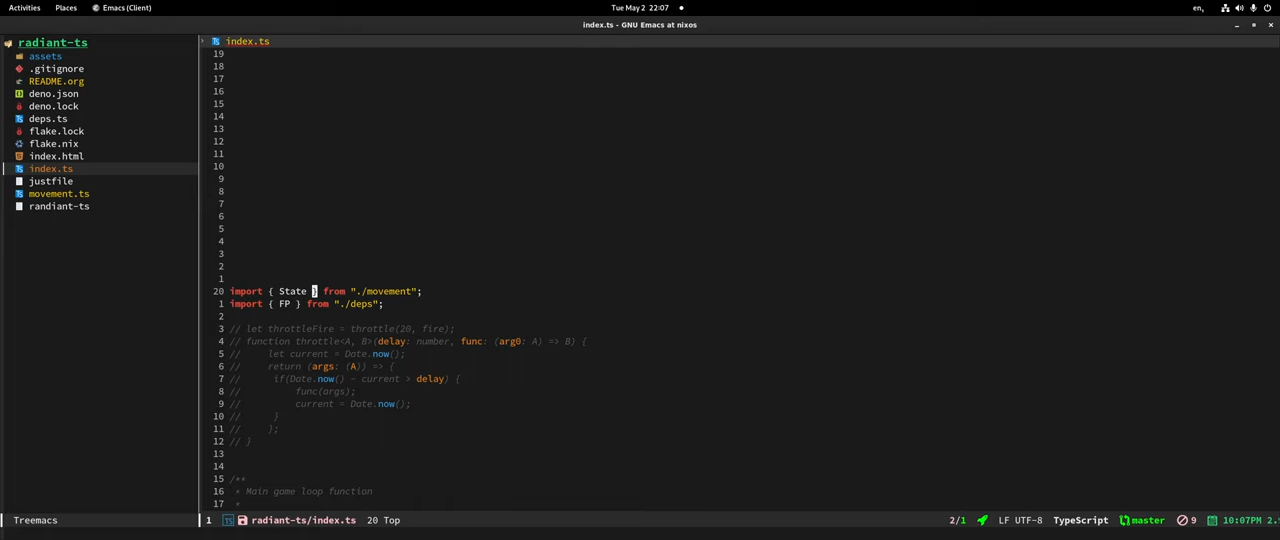 Activities Places Emacs (Client) Tue May 2 22:07 en,
index.ts - GNU Emacs at nixos
radiant-ts
assets
.gitignore
README.org
deno.json
deno.lock
deps.ts
flake.lock
flake.nix
index.html
index.ts
justfile
movement.ts
randiant-ts
index.ts
19
18
17
16
15
14
13
12
11
10
9
8
7
6
5
4
3
2
1
20 import { State } from "./movement";
1 import { FP } from "./deps";
2
3 // let throttleFire = throttle(20, fire);
4 // function throttle<A, B>(delay: number, func: (arg0: A) => B) {
5 //     let current = Date.now();
6 //     return (args: (A)) => {
7 //      if(Date.now() - current > delay) {
8 //          func(args);
9 //          current = Date.now();
10 //      }
11 //     };
12 // }
13
14
15 /**
16  * Main game loop function
17  *
Treemacs
1 TS radiant-ts/index.ts 20 Top 2/1 LF UTF-8 TypeScript master 9 10:07PM 2.